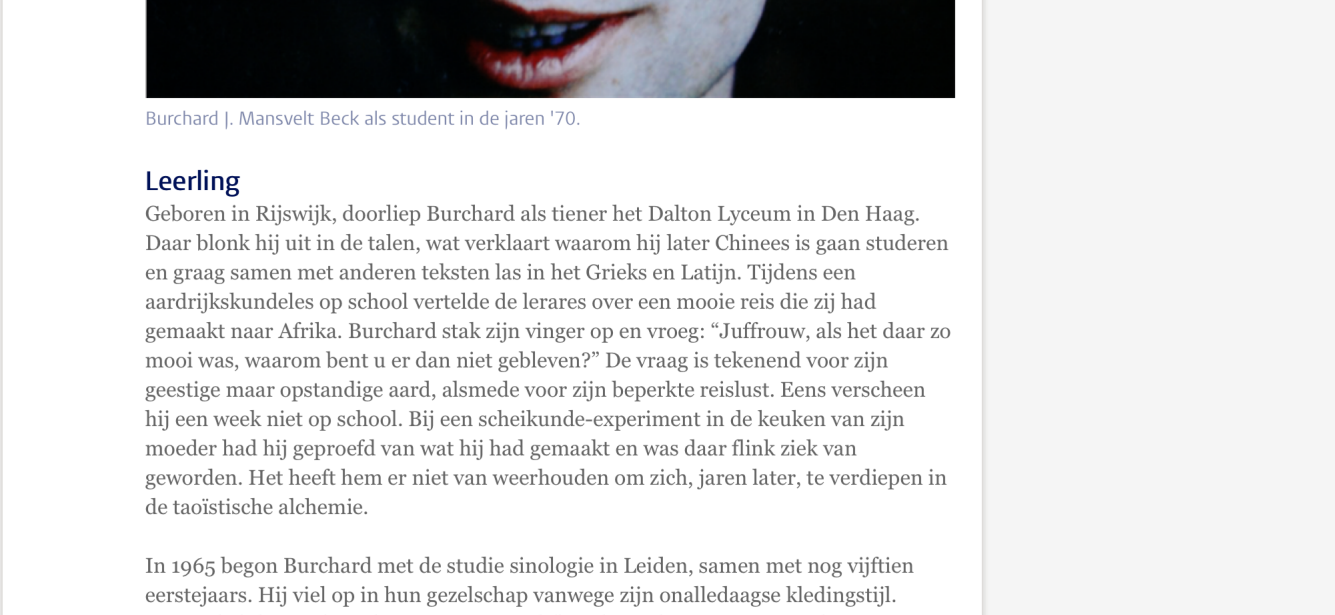 Burchard J. Mansvelt Beck als student in de jaren '70.
Leerling
Geboren in Rijswijk, doorliep Burchard als tiener het Dalton Lyceum in Den Haag.
Daar blonk hij uit in de talen, wat verklaart waarom hij later Chinees is gaan studeren
en graag samen met anderen teksten las in het Grieks en Latijn. Tijdens een
aardrijkskundeles op school vertelde de lerares over een mooie reis die zij had
gemaakt naar Afrika. Burchard stak zijn vinger op en vroeg: “Juffrouw, als het daar zo
mooi was, waarom bent u er dan niet gebleven?” De vraag is tekenend voor zijn
geestige maar opstandige aard, alsmede voor zijn beperkte reislust. Eens verscheen
hij een week niet op school. Bij een scheikunde-experiment in de keuken van zijn
moeder had hij geproefd van wat hij had gemaakt en was daar flink ziek van
geworden. Het heeft hem er niet van weerhouden om zich, jaren later, te verdiepen in
de taoïstische alchemie.
In 1965 begon Burchard met de studie sinologie in Leiden, samen met nog vijftien
eerstejaars. Hij viel op in hun gezelschap vanwege zijn onalledaagse kledingstijl.